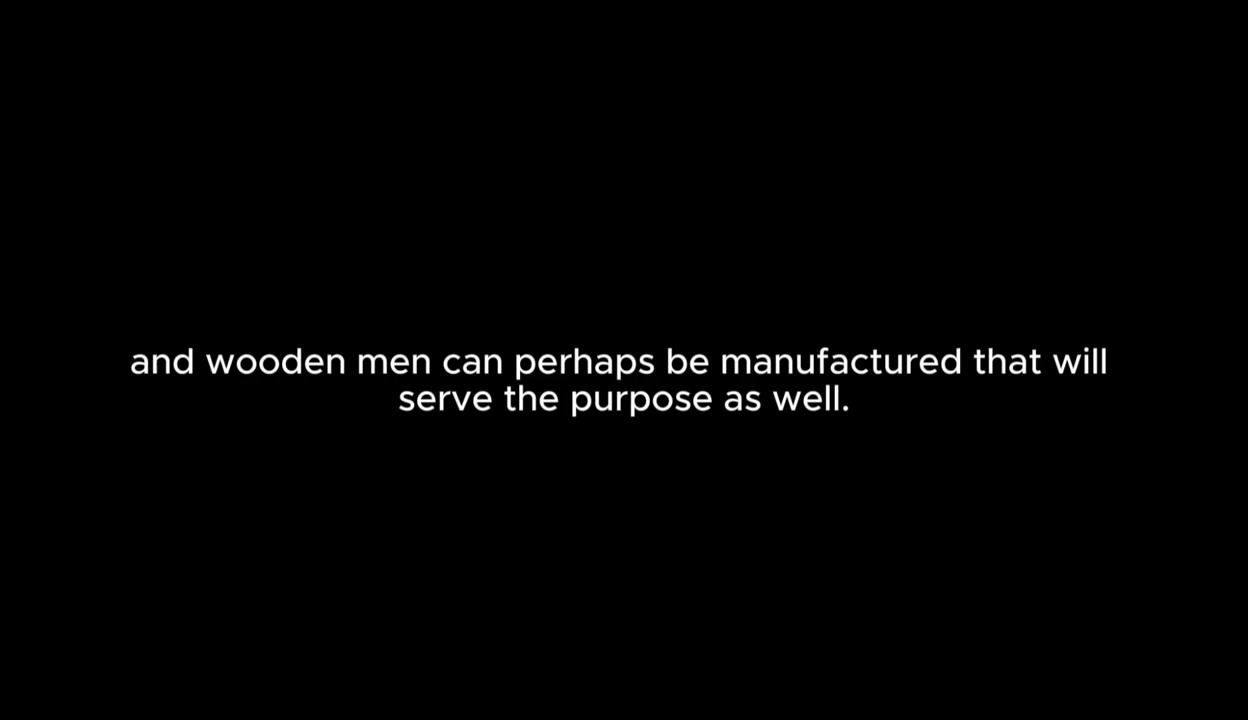 and wooden men can perhaps be manufactured that will
serve the purpose as well.